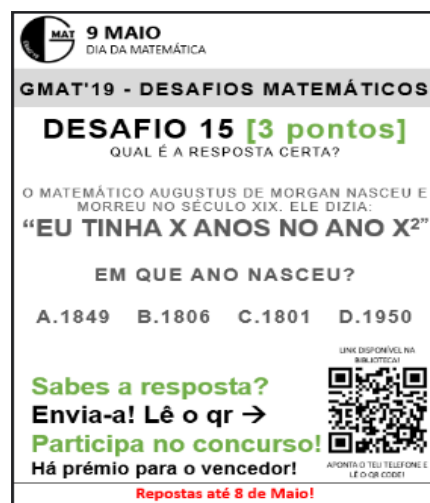 GMAT
9 MAIO
DIA DA MATEMÁTICA
GMAT'19 - DESAFIOS MATEMÁTICOS
DESAFIO 15 [3 pontos]
QUAL É A RESPOSTA CERTA?
O MATEMÁTICO AUGUSTUS DE MORGAN NASCEU E
MORREU NO SÉCULO XIX. ELE DIZIA:
“EU TINHA X ANOS NO ANO X²”
EM QUE ANO NASCEU?
A.1849 B.1806 C.1801 D.1950
LINK DISPONÍVEL NA
BIBLIOTECA!
Sabes a resposta?
Envia-a! Lê o qr →
Participa no concurso!
Há prémio para o vencedor!
APONTA O TEU TELEFONE E
LÊ O QR CODE!
Repostas até 8 de Maio!